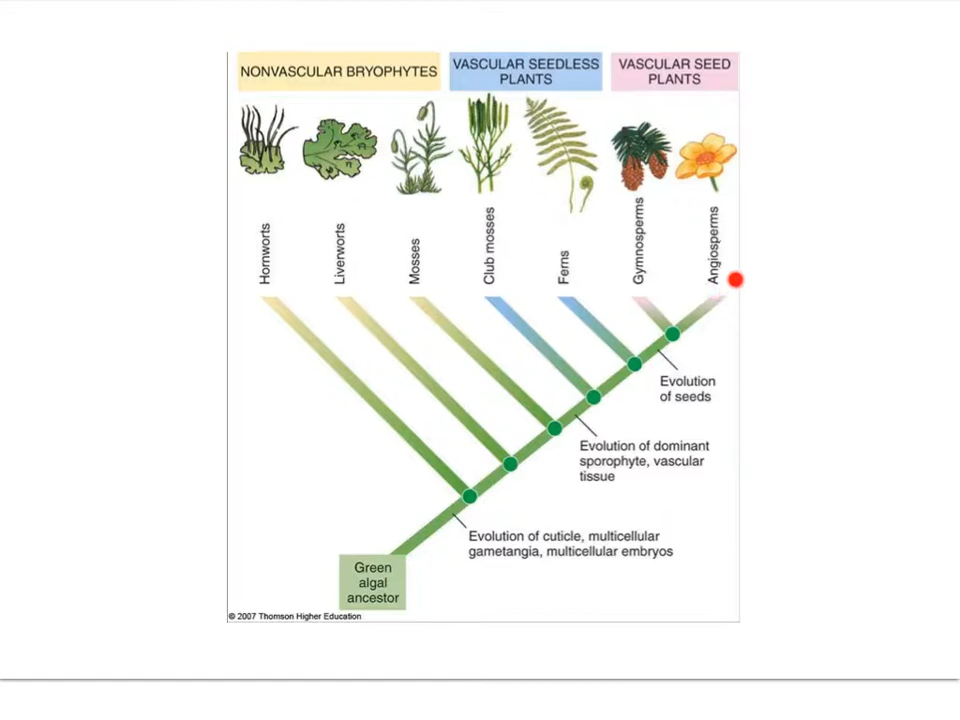 NONVASCULAR BRYOPHYTES
VASCULAR SEEDLESS
PLANTS
VASCULAR SEED
PLANTS
Hornworts
Liverworts
Mosses
Club mosses
Ferns
Gymnosperms
Angiosperms
Evolution
of seeds
Evolution of dominant
sporophyte, vascular
tissue
Evolution of cuticle, multicellular
gametangia, multicellular embryos
Green
algal
ancestor
© 2007 Thomson Higher Education